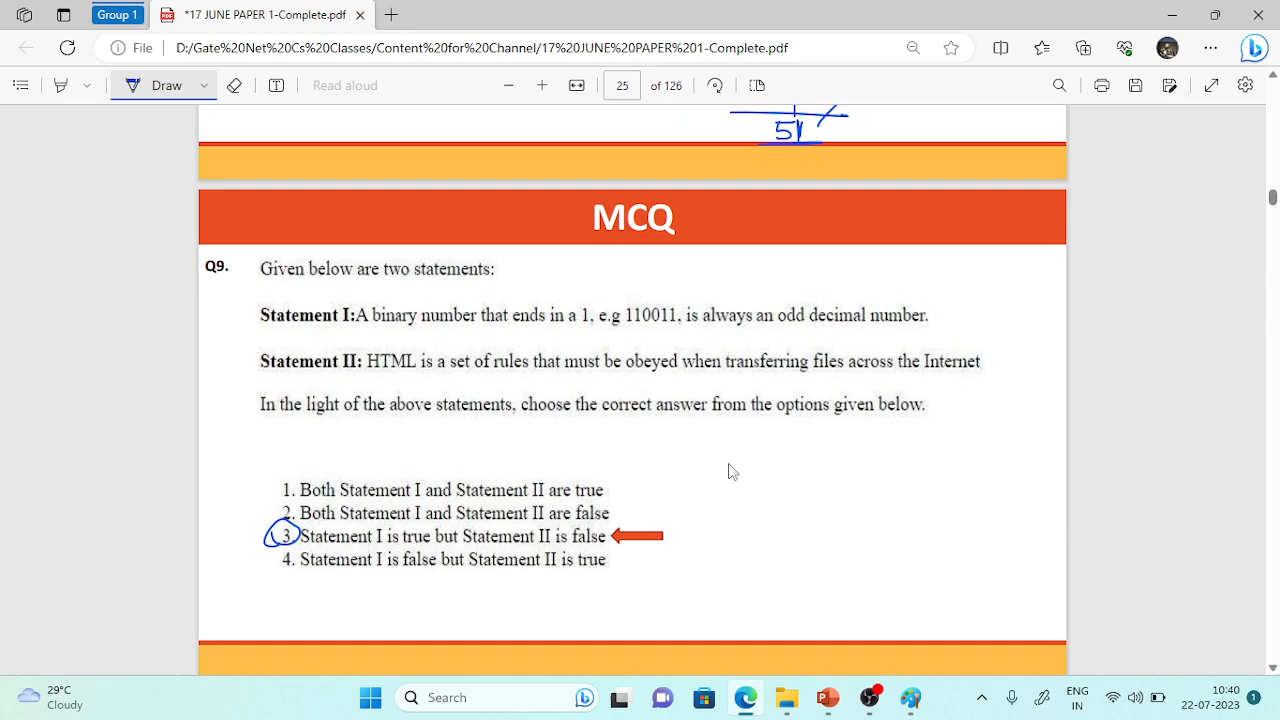 Group 1
*17 JUNE PAPER 1-Complete.pdf
File
D:/Gate%20Net%20Cs%20Classes/Content%20for%20Channel/17%20JUNE%20PAPER%201-Complete.pdf
Draw
Read aloud
25
of 126
51
MCQ
Q9. Given below are two statements:
Statement I:A binary number that ends in a 1, e.g 110011, is always an odd decimal number.
Statement II: HTML is a set of rules that must be obeyed when transferring files across the Internet
In the light of the above statements, choose the correct answer from the options given below.
1. Both Statement I and Statement II are true
2. Both Statement I and Statement II are false
3. Statement I is true but Statement II is false
4. Statement I is false but Statement II is true
29°C
Cloudy
Search
ENG
IN
10:40
22-07-2023
1